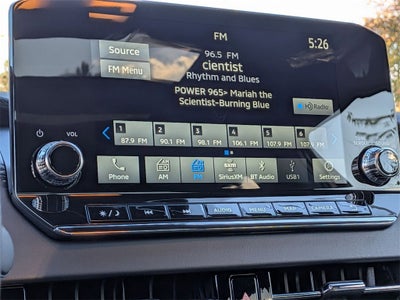 FM
5:26
Source
96.5 FM
cientist
Rhythm and Blues
FM Menu
POWER 965> Mariah the
Scientist-Burning Blue
HD Radio
1 2 3 4 5 6
87.9 FM 90.1 FM 98.1 FM 106.1 FM 107.9 FM
VOL
Phone AM FM SiriusXM BT Audio USB1 Settings
AUDIO MENU CAMERA